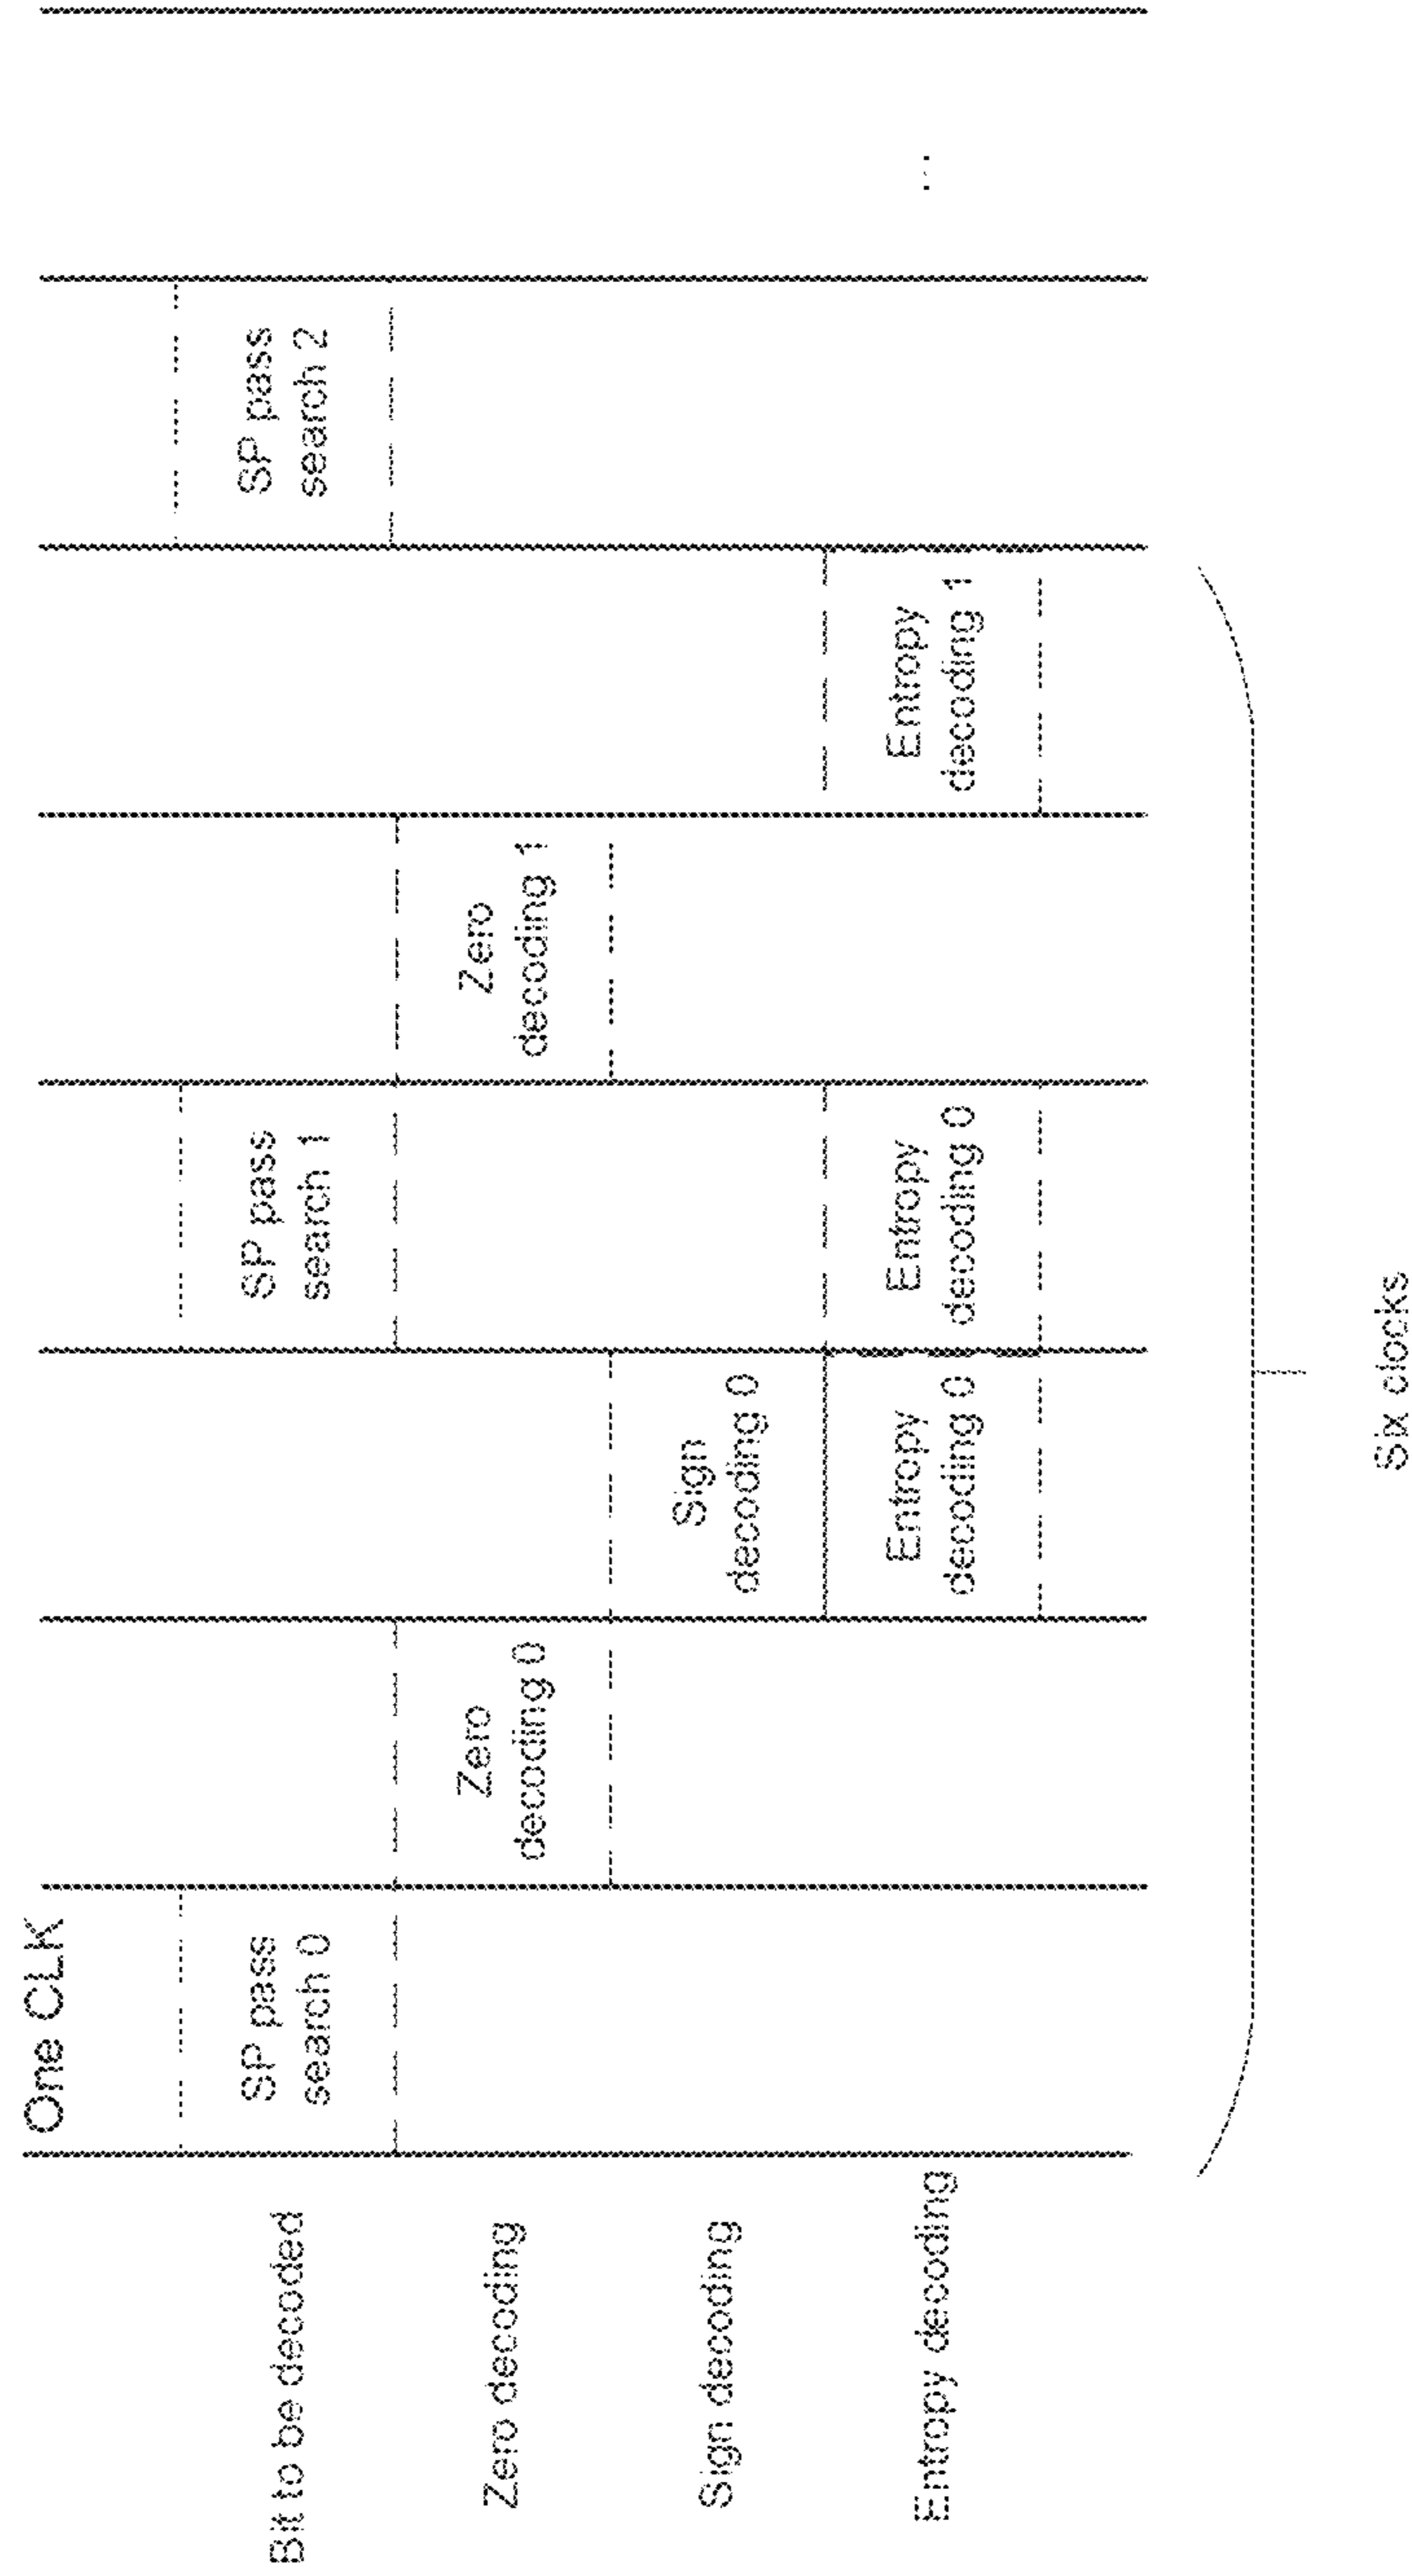 One CLK
Bit to be decoded
SP pass
search 0
SP pass
search 1
SP pass
search 2
Zero decoding
Zero
decoding 0
Zero
decoding 1
Sign decoding
Sign
decoding 0
Entropy decoding
Entropy
decoding 0
Entropy
decoding 0
Entropy
decoding 1
...
Six clocks